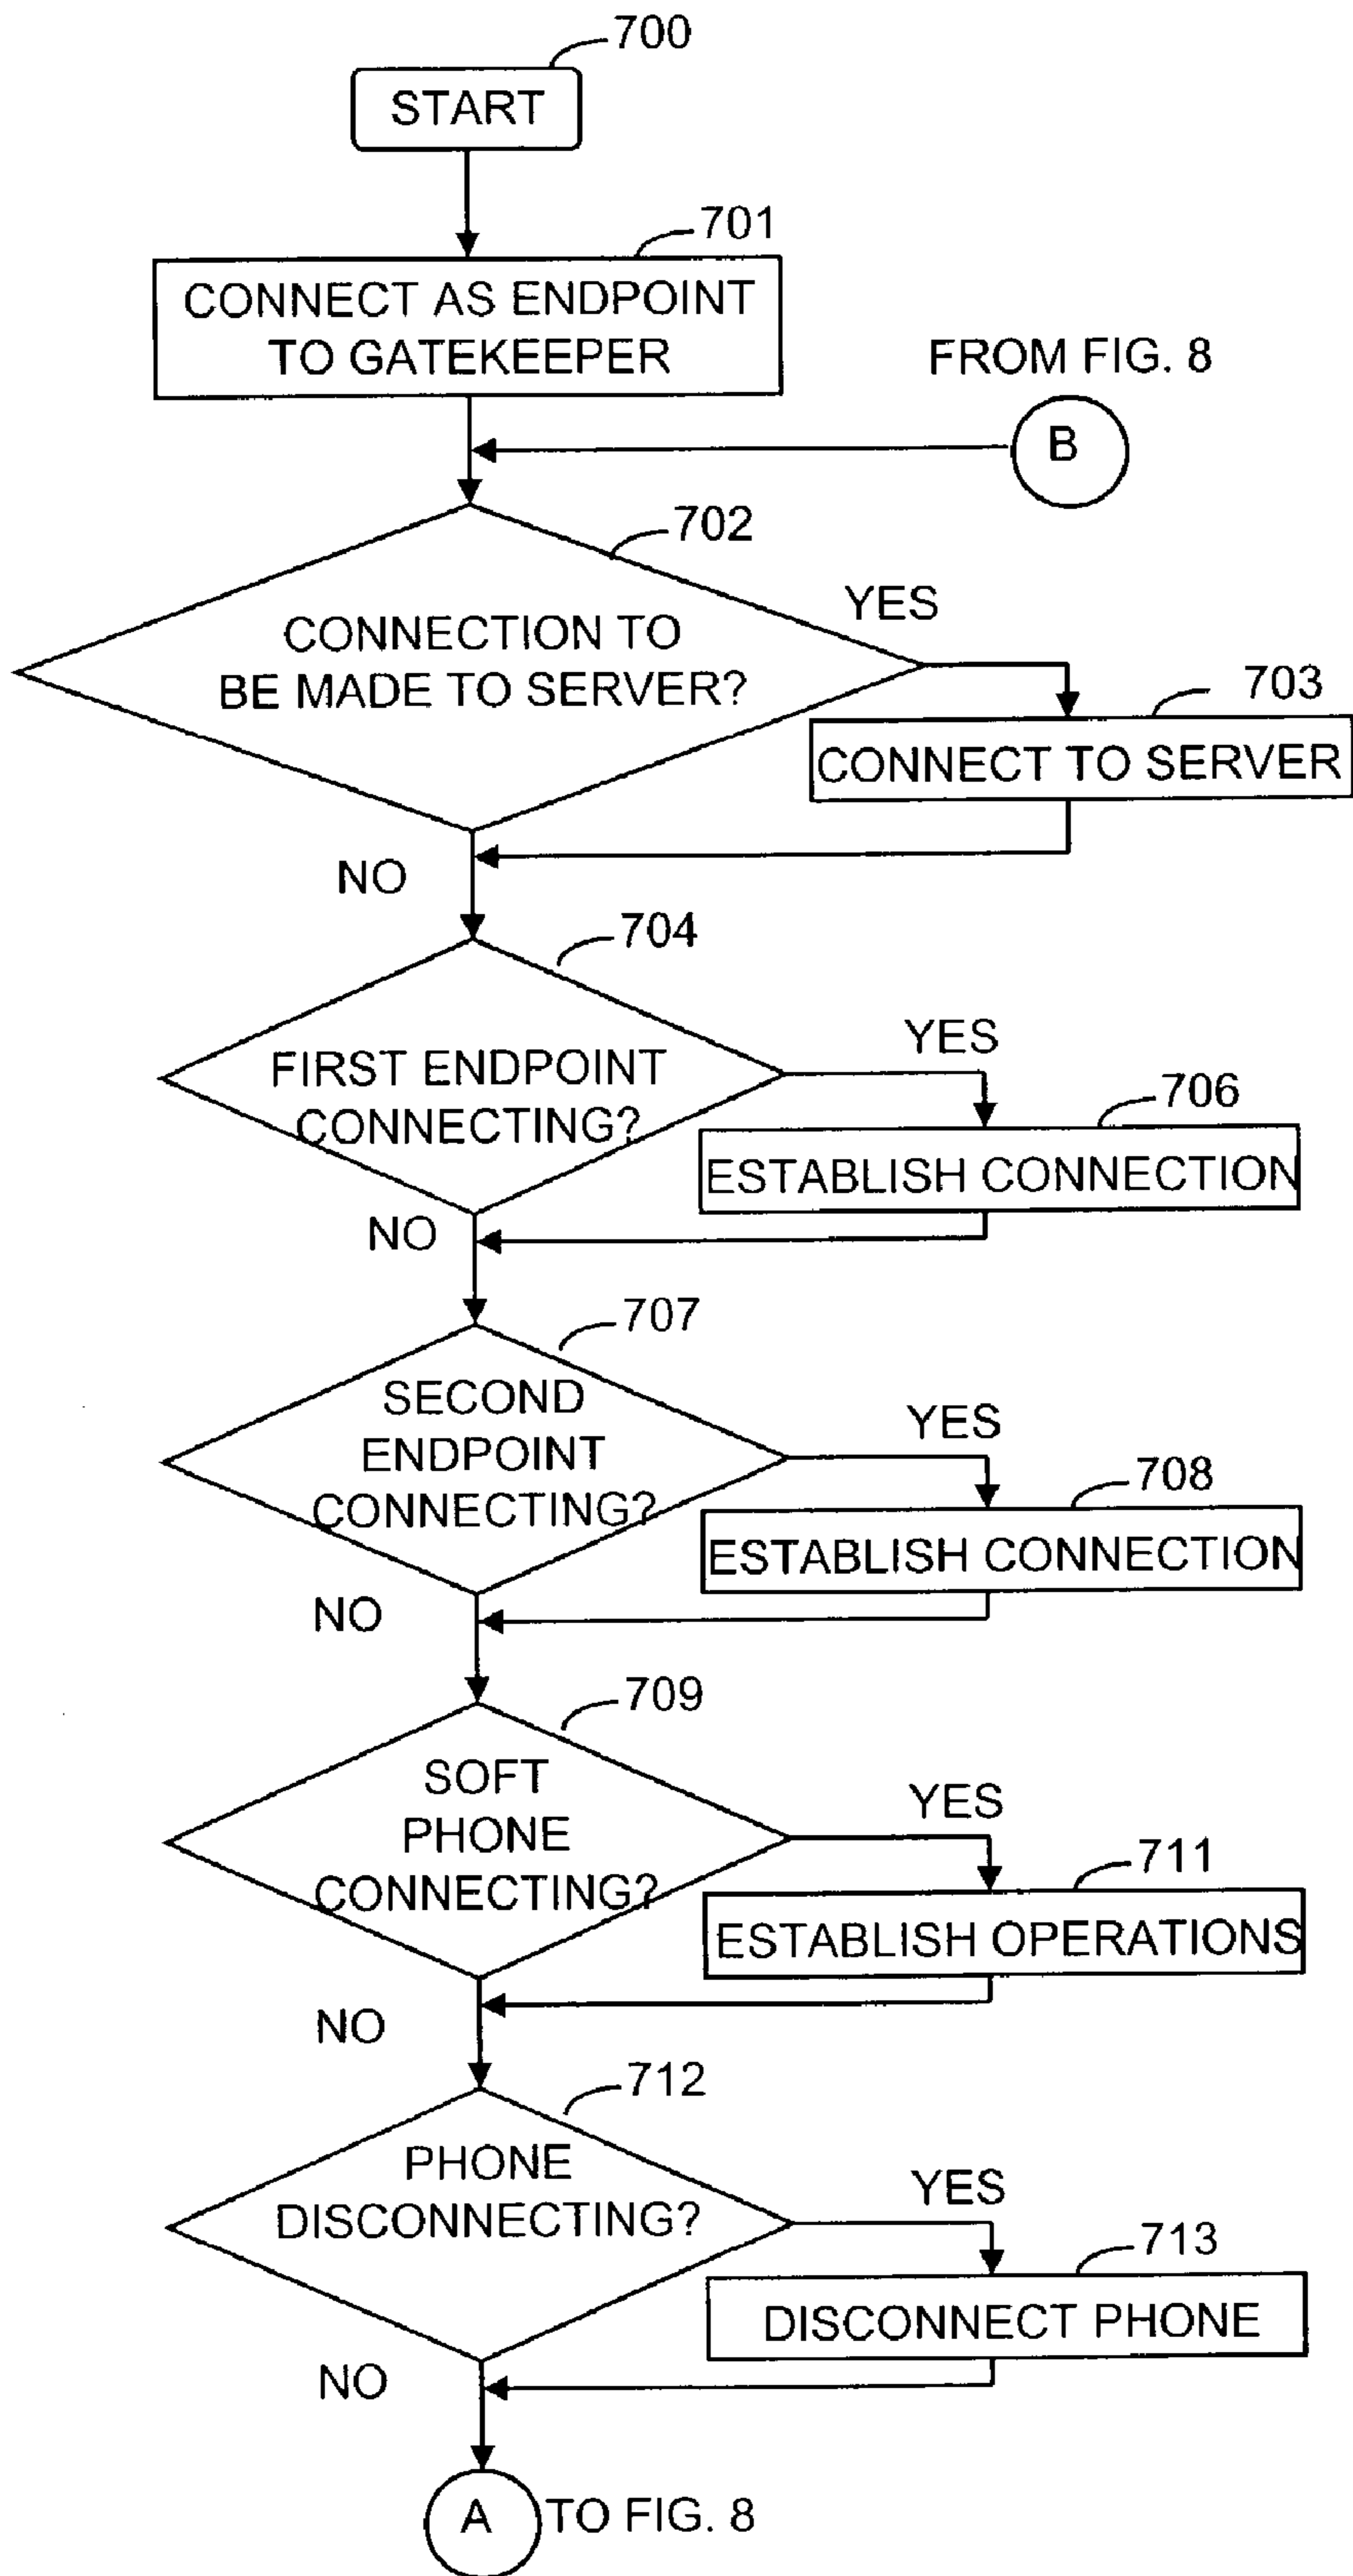 700
START
701
CONNECT AS ENDPOINT
TO GATEKEEPER
FROM FIG. 8
B
702
CONNECTION TO
BE MADE TO SERVER?
YES
703
CONNECT TO SERVER
NO
704
FIRST ENDPOINT
CONNECTING?
YES
706
ESTABLISH CONNECTION
NO
707
SECOND
ENDPOINT
CONNECTING?
YES
708
ESTABLISH CONNECTION
NO
709
SOFT
PHONE
CONNECTING?
YES
711
ESTABLISH OPERATIONS
NO
712
PHONE
DISCONNECTING?
YES
713
DISCONNECT PHONE
NO
A
TO FIG. 8